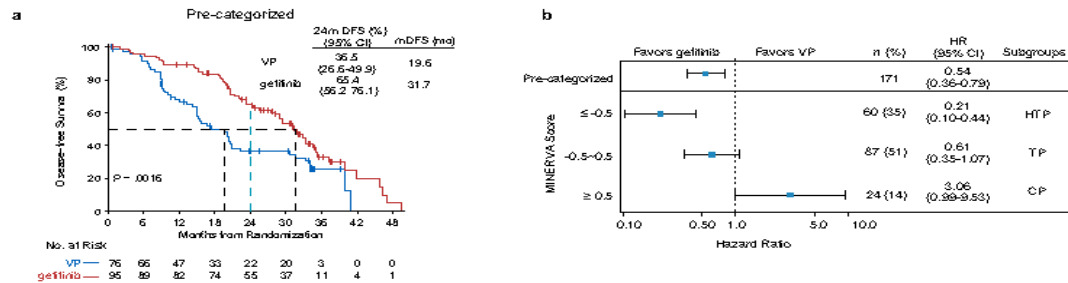 a
Pre-categorized
24m DFS (%)
(95% CI)
mDFS (mo)
VP
36.5
(26.6-49.9)
19.6
gefitinib
65.4
(56.2 76.1)
31.7
Disease-free Survival (%)
100
80
60
40
20
0
P = .0016
0 6 12 18 24 30 36 42 48
Months from Randomization
No. at Risk
VP 76 66 47 33 22 20 3 0 0
gefitinib 95 89 82 74 55 37 11 4 1
b
Favors gefitinib Favors VP n (%) HR
(95% CI) Subgroups
Pre-categorized 171 0.54
(0.36-0.79)
MINERVA Score
≤-0.5 60 (35) 0.21
(0.10-0.44) HTP
-0.5~0.5 87 (51) 0.61
(0.35-1.07) TP
≥ 0.5 24 (14) 3.06
(0.99-9.53) CP
0.10 0.50 1.0 5.0 10.0
Hazard Ratio